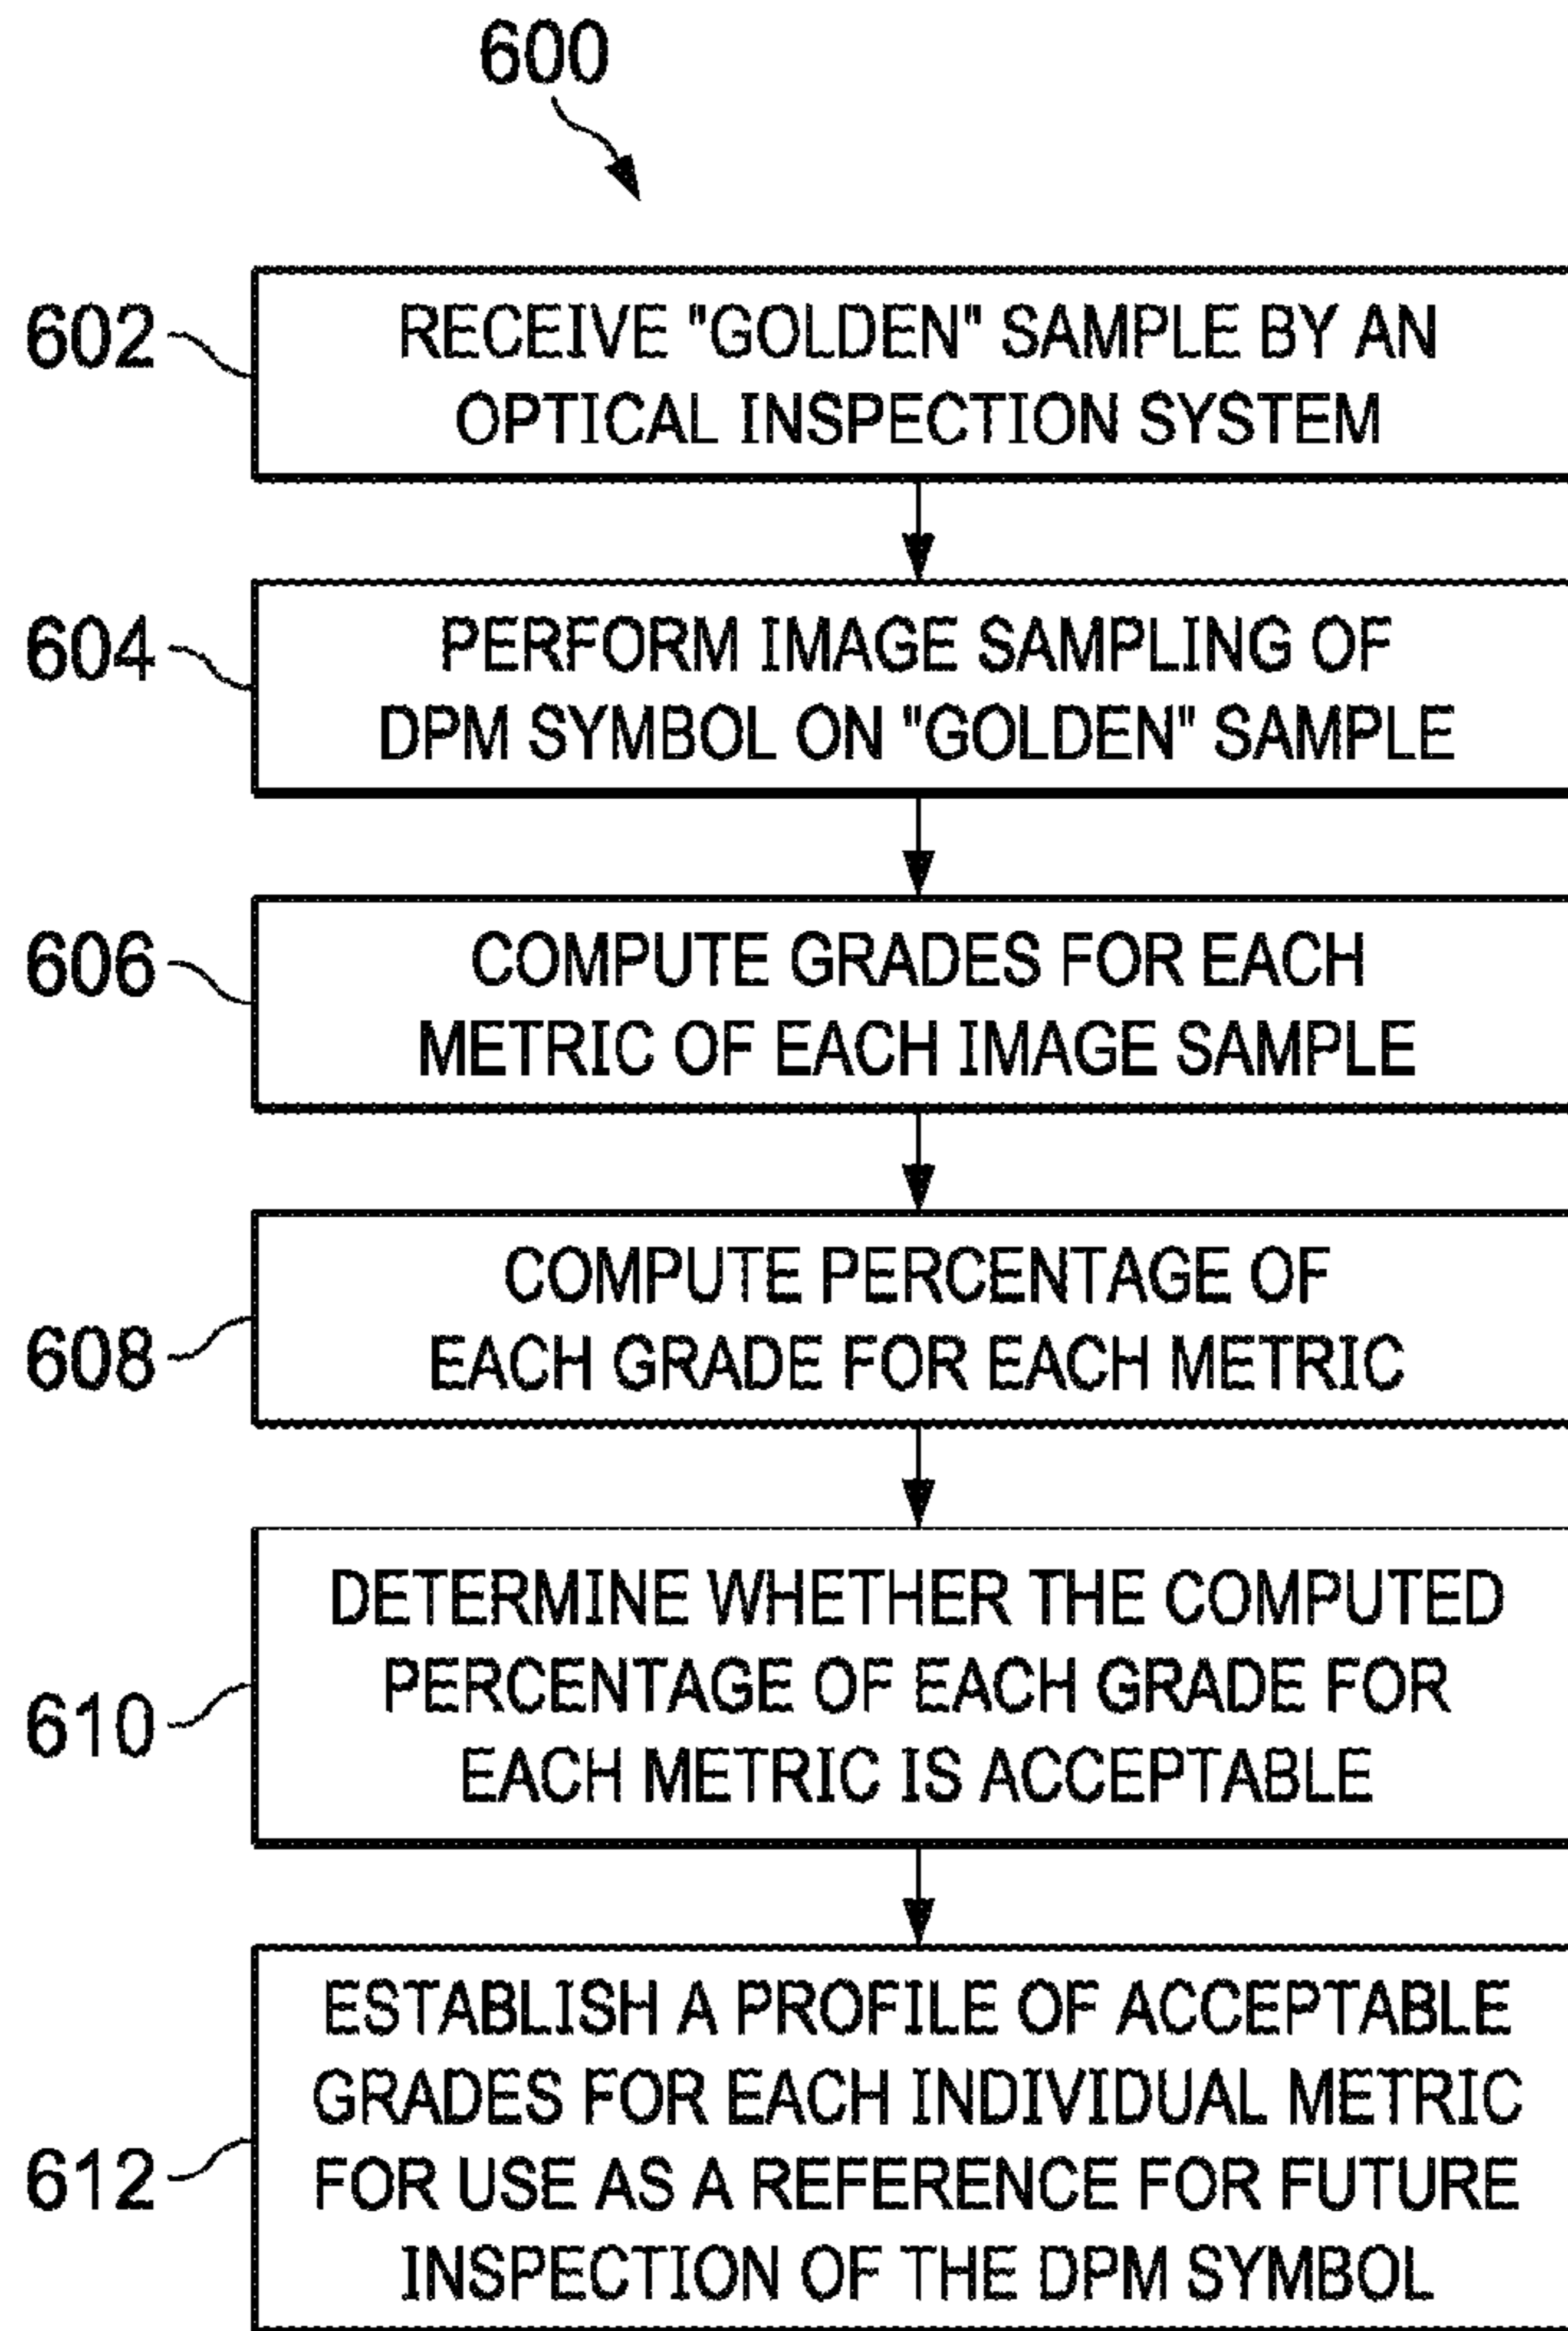 600
602
RECEIVE "GOLDEN" SAMPLE BY AN
OPTICAL INSPECTION SYSTEM
604
PERFORM IMAGE SAMPLING OF
DPM SYMBOL ON "GOLDEN" SAMPLE
606
COMPUTE GRADES FOR EACH
METRIC OF EACH IMAGE SAMPLE
608
COMPUTE PERCENTAGE OF
EACH GRADE FOR EACH METRIC
610
DETERMINE WHETHER THE COMPUTED
PERCENTAGE OF EACH GRADE FOR
EACH METRIC IS ACCEPTABLE
612
ESTABLISH A PROFILE OF ACCEPTABLE
GRADES FOR EACH INDIVIDUAL METRIC
FOR USE AS A REFERENCE FOR FUTURE
INSPECTION OF THE DPM SYMBOL